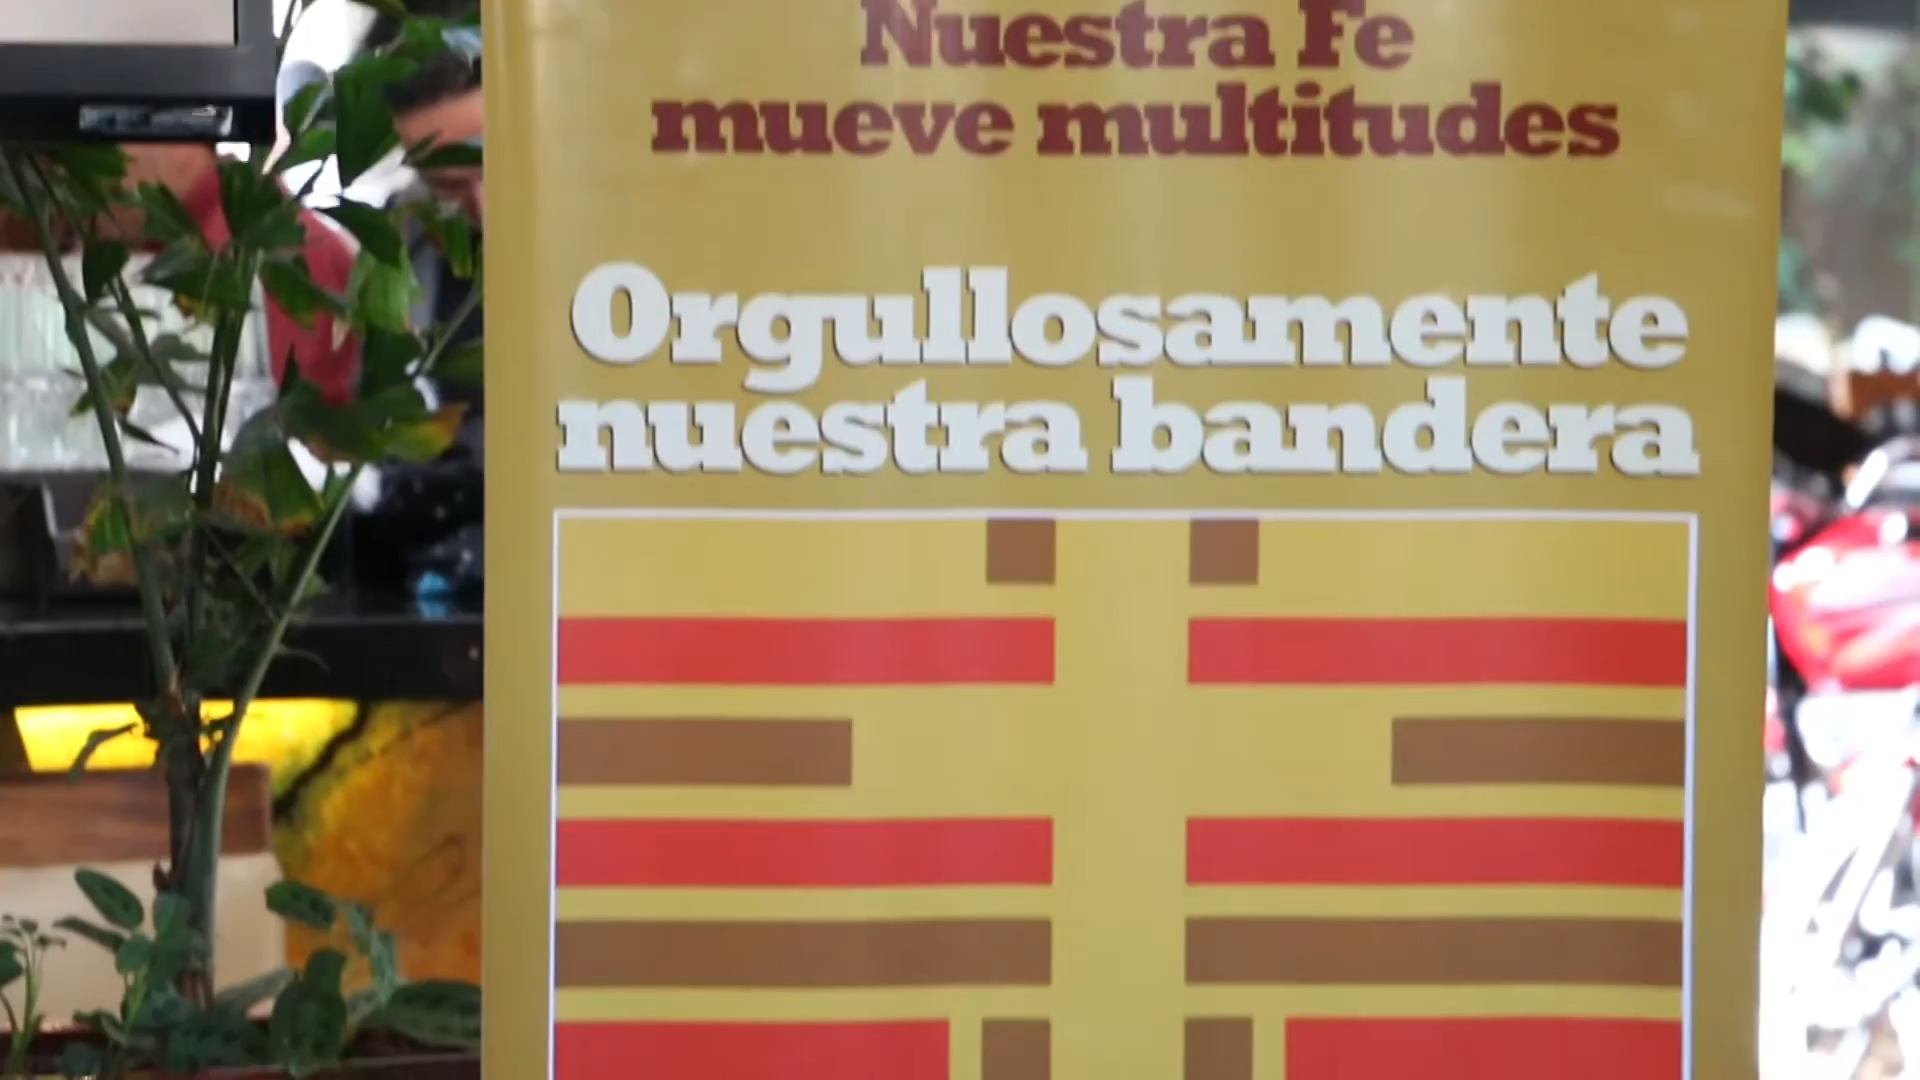 Nuestra Fe
mueve multitudes
Orgullosamente
nuestra bandera